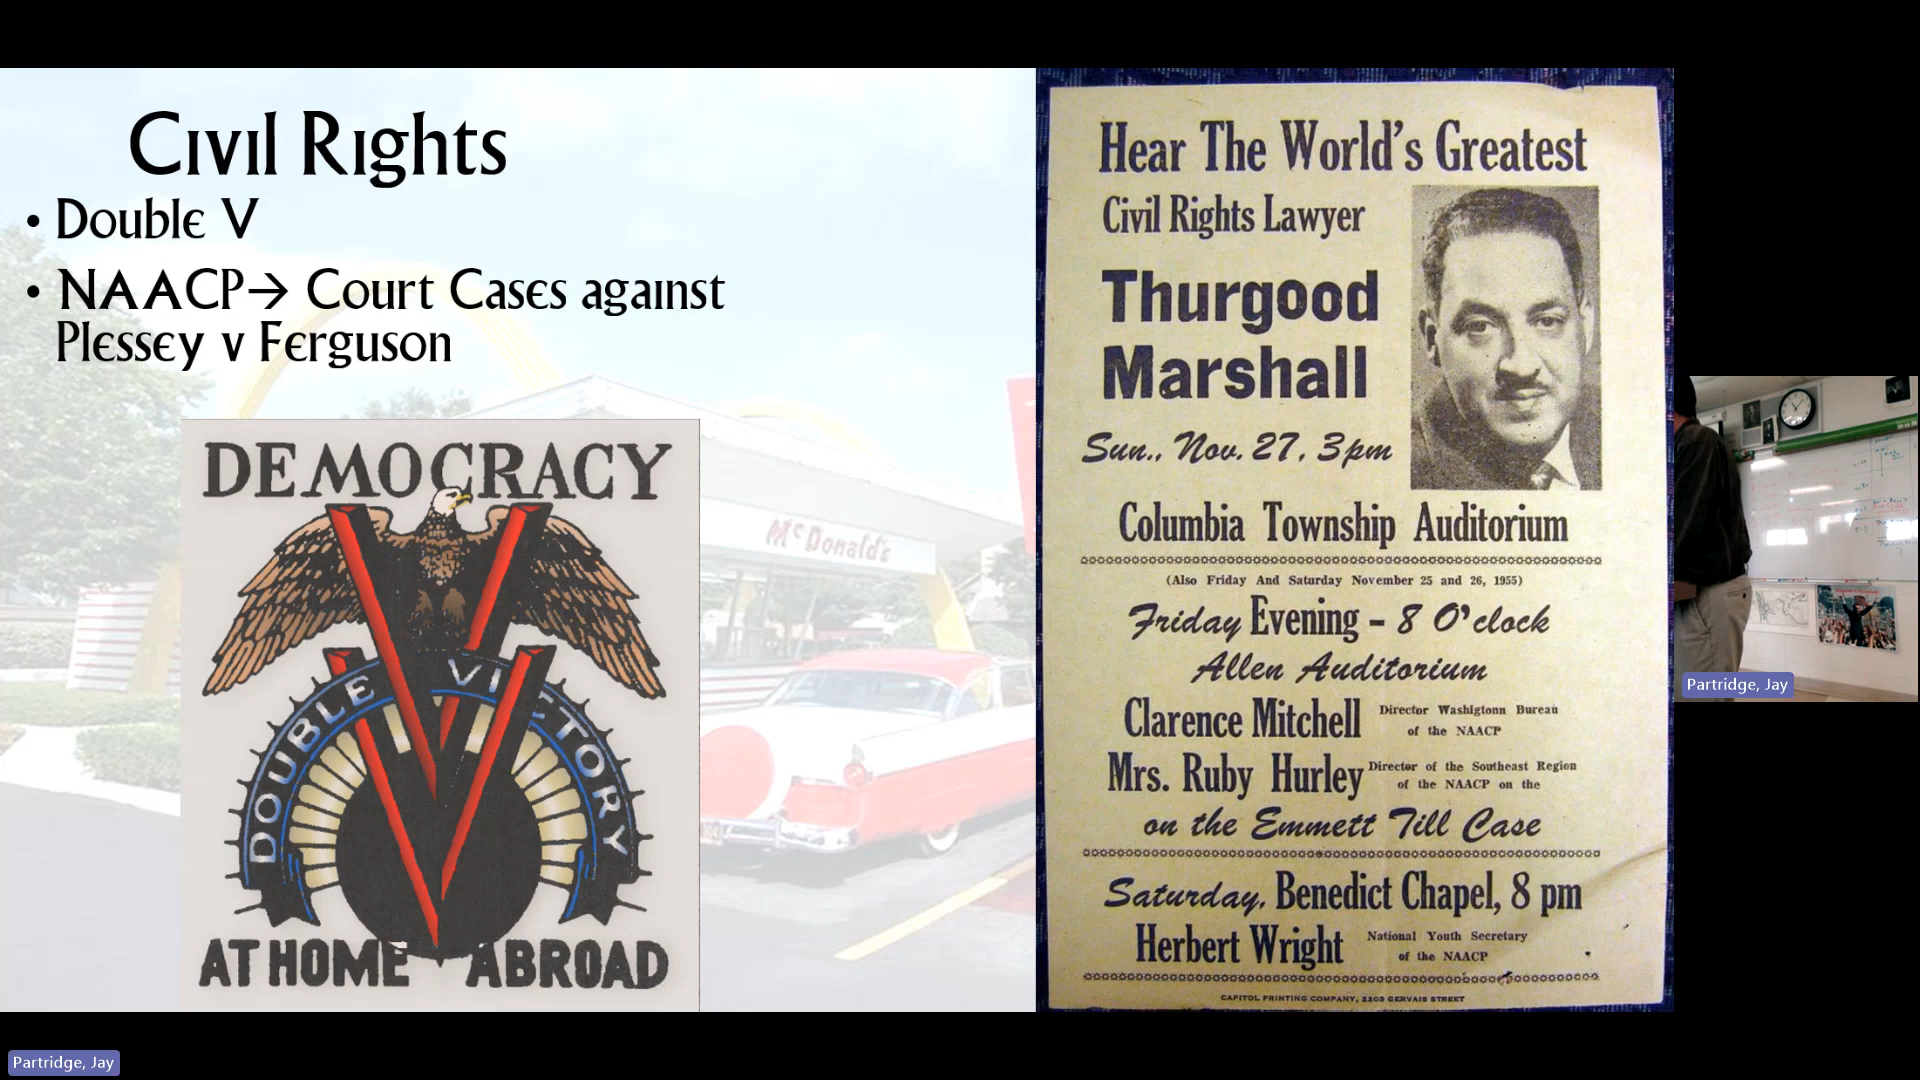 Civil Rights
• Double V
• NAACP→ Court Cases against
Plessey v Ferguson
McDonald's
DEMOCRACY
DOUBLE VICTORY
AT HOME ABROAD
Hear The World's Greatest
Civil Rights Lawyer
Thurgood
Marshall
Sun., Nov. 27, 3pm
Columbia Township Auditorium
(Also Friday And Saturday November 25 and 26, 1955)
Friday Evening - 8 O'clock
Allen Auditorium
Clarence Mitchell Director Washigtonn Bureau
of the NAACP
Mrs. Ruby Hurley Director of the Southeast Region
of the NAACP on the
on the Emmett Till Case
Saturday, Benedict Chapel, 8 pm
Herbert Wright National Youth Secretary
of the NAACP
CAPITOL PRINTING COMPANY, 2203 GERVAIS STREET
Partridge, Jay
Partridge, Jay